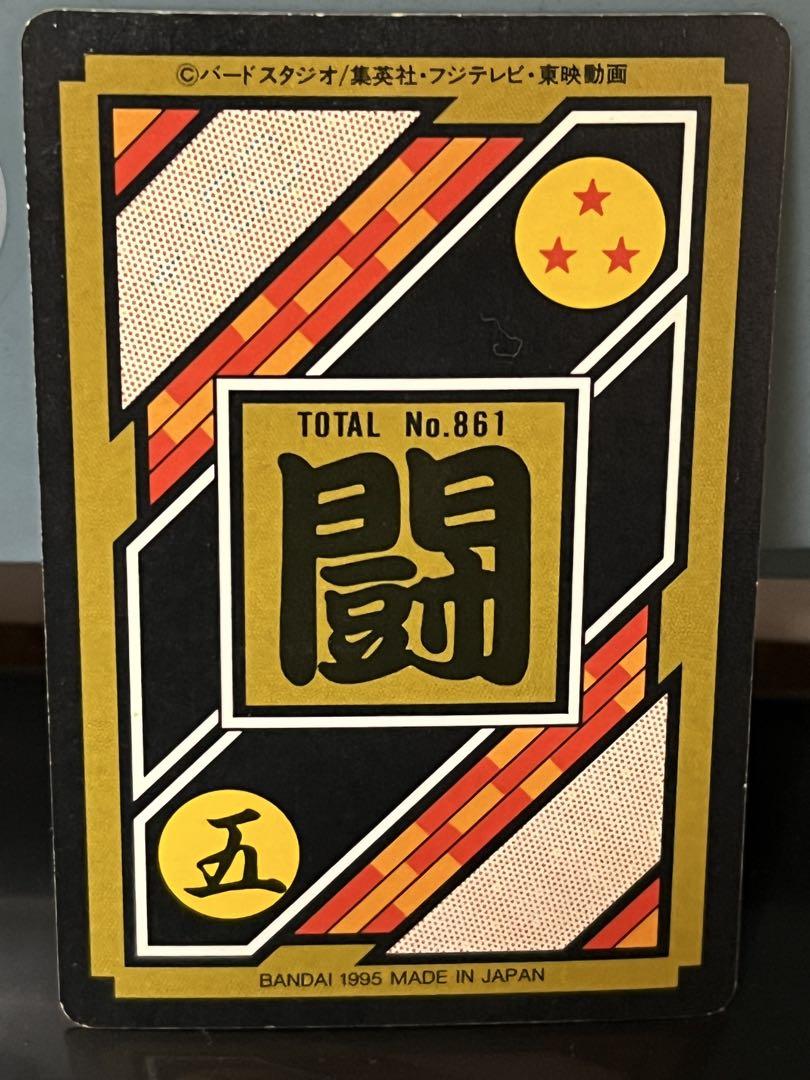 ©バードスタジオ/集英社・フジテレビ・東映動画
TOTAL No.861
闘
五
BANDAI 1995 MADE IN JAPAN